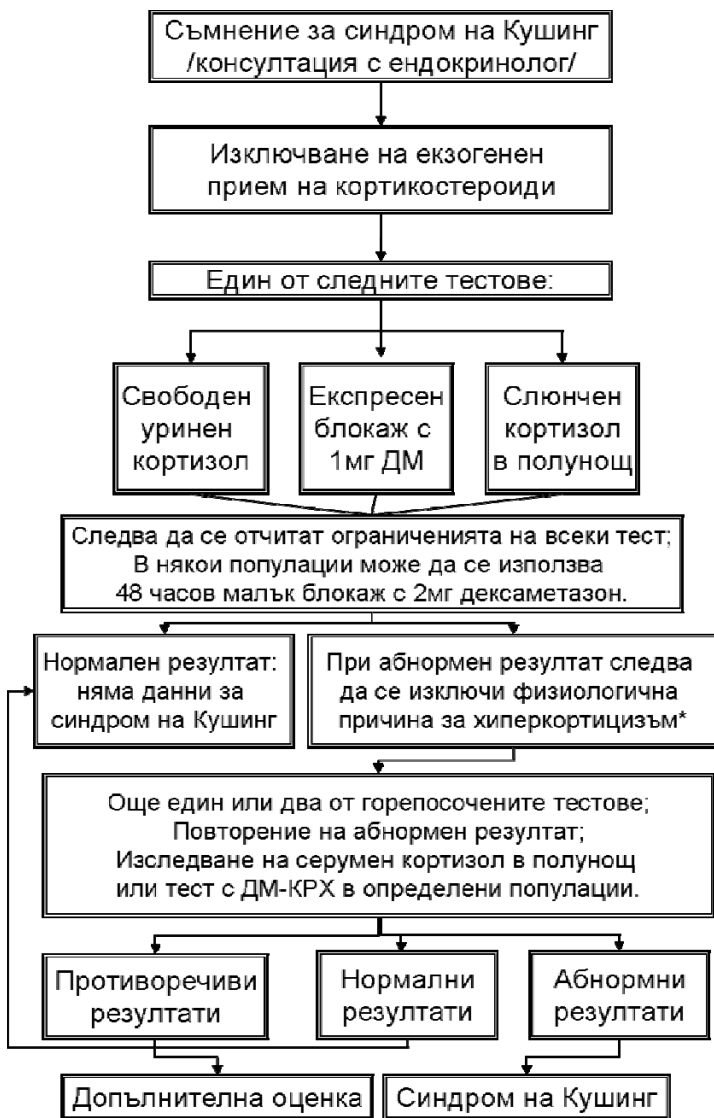 Съмнение за синдром на Кушинг
/консултация с ендокринолог/
Изключване на екзогенен
прием на кортикостероиди
Един от следните тестове:
Свободен
уринен
кортизол
Експресен
блокаж с
1мг ДМ
Слюнчен
кортизол
в полунощ
Следва да се отчитат ограниченията на всеки тест;
В някои популации може да се използва
48 часов малък блокаж с 2мг дексаметазон.
Нормален резултат:
няма данни за
синдром на Кушинг
При абнормен резултат следва
да се изключи физиологична
причина за хиперкортицизъм*
Още един или два от горепосочените тестове;
Повторение на абнормен резултат;
Изследване на серумен кортизол в полунощ
или тест с ДМ-КРХ в определени популации.
Противоречиви
резултати
Нормални
резултати
Абнормни
резултати
Допълнителна оценка
Синдром на Кушинг